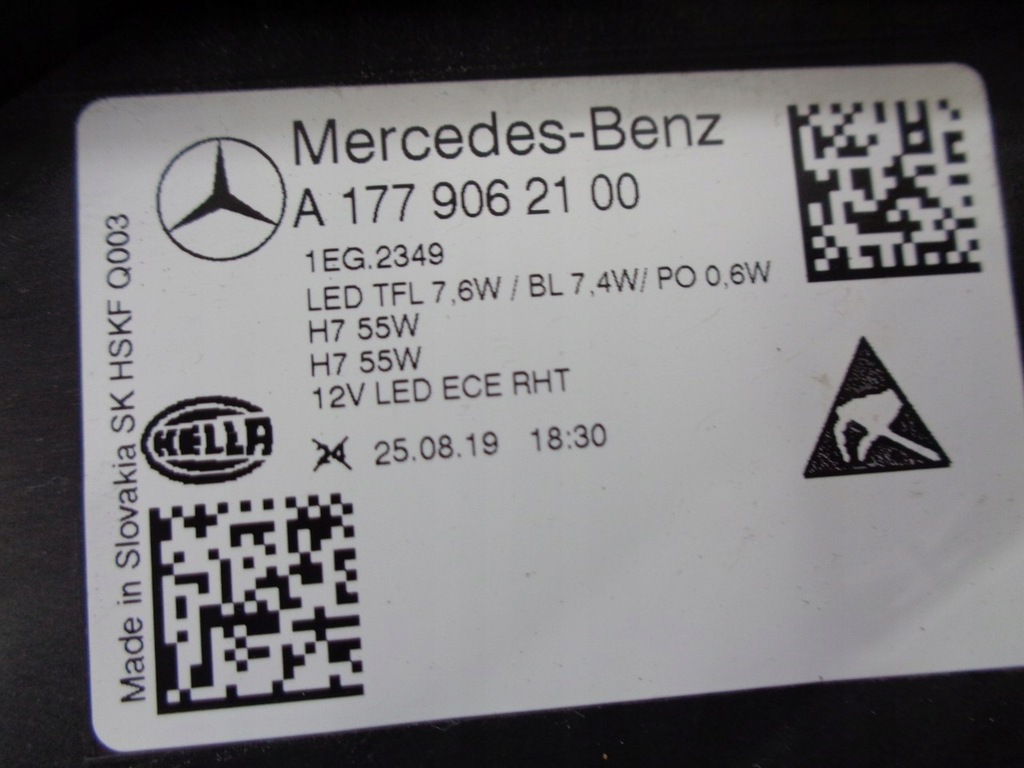 Mercedes-Benz
A 177 906 21 00
1EG.2349
LED TFL 7,6W / BL 7,4W/ PO 0,6W
H7 55W
H7 55W
12V LED ECE RHT
24 25.08.19 18:30
HELLA
Made in Slovakia SK HSKF Q003